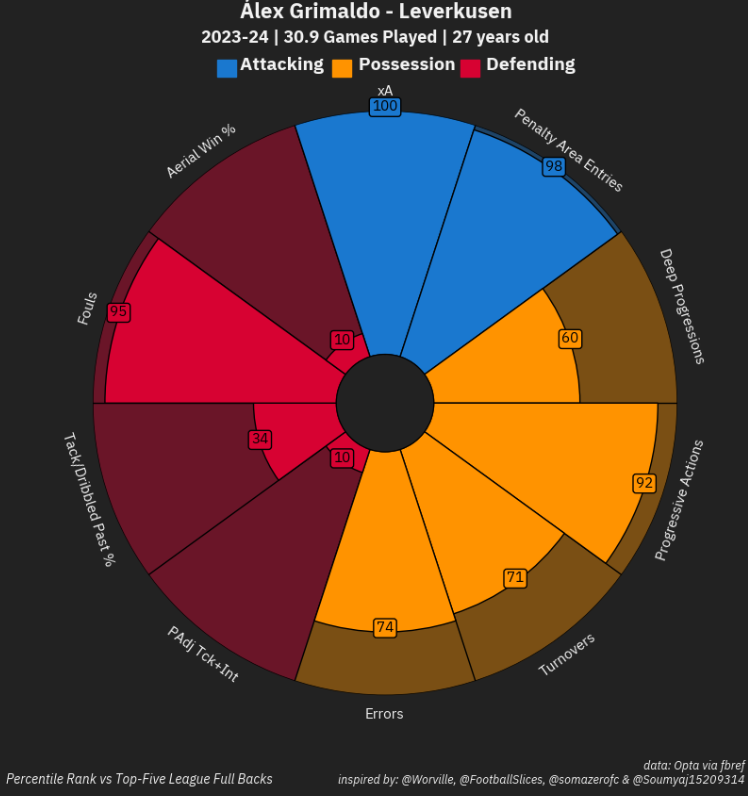 Álex Grimaldo - Leverkusen
2023-24 | 30.9 Games Played | 27 years old
Attacking Possession Defending
xA
100
Penalty Area Entries
98
Deep Progressions
60
Progressive Actions
92
Turnovers
71
Errors
74
PAdj Tck+Int
10
Tack/Dribbled Past %
34
Fouls
95
Aerial Win %
10
data: Opta via fbref
Percentile Rank vs Top-Five League Full Backs
inspired by: @Worville, @FootballSlices, @somazerofc & @Soumyaj15209314